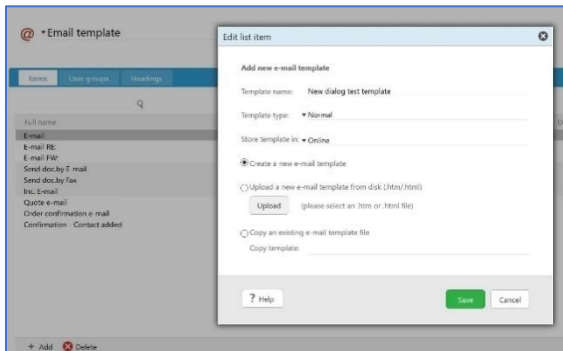 @ Email template
Items User groups Headings
Full name
E-mail
E-mail RE:
E-mail FW:
Send doc.by E-mail
Send doc.by Fax
Inc. E-mail
Quote e-mail
Order confirmation e-mail
Confirmation - Contact added
+ Add Delete
Edit list item
Add new e-mail template
Template name: New dialog test template
Template type: Normal
Store template in: Online
Create a new e-mail template
Upload a new e-mail template from disk (.htm/.html)
Upload (please select an .htm or .html file)
Copy an existing e-mail template file
Copy template:
? Help Save Cancel